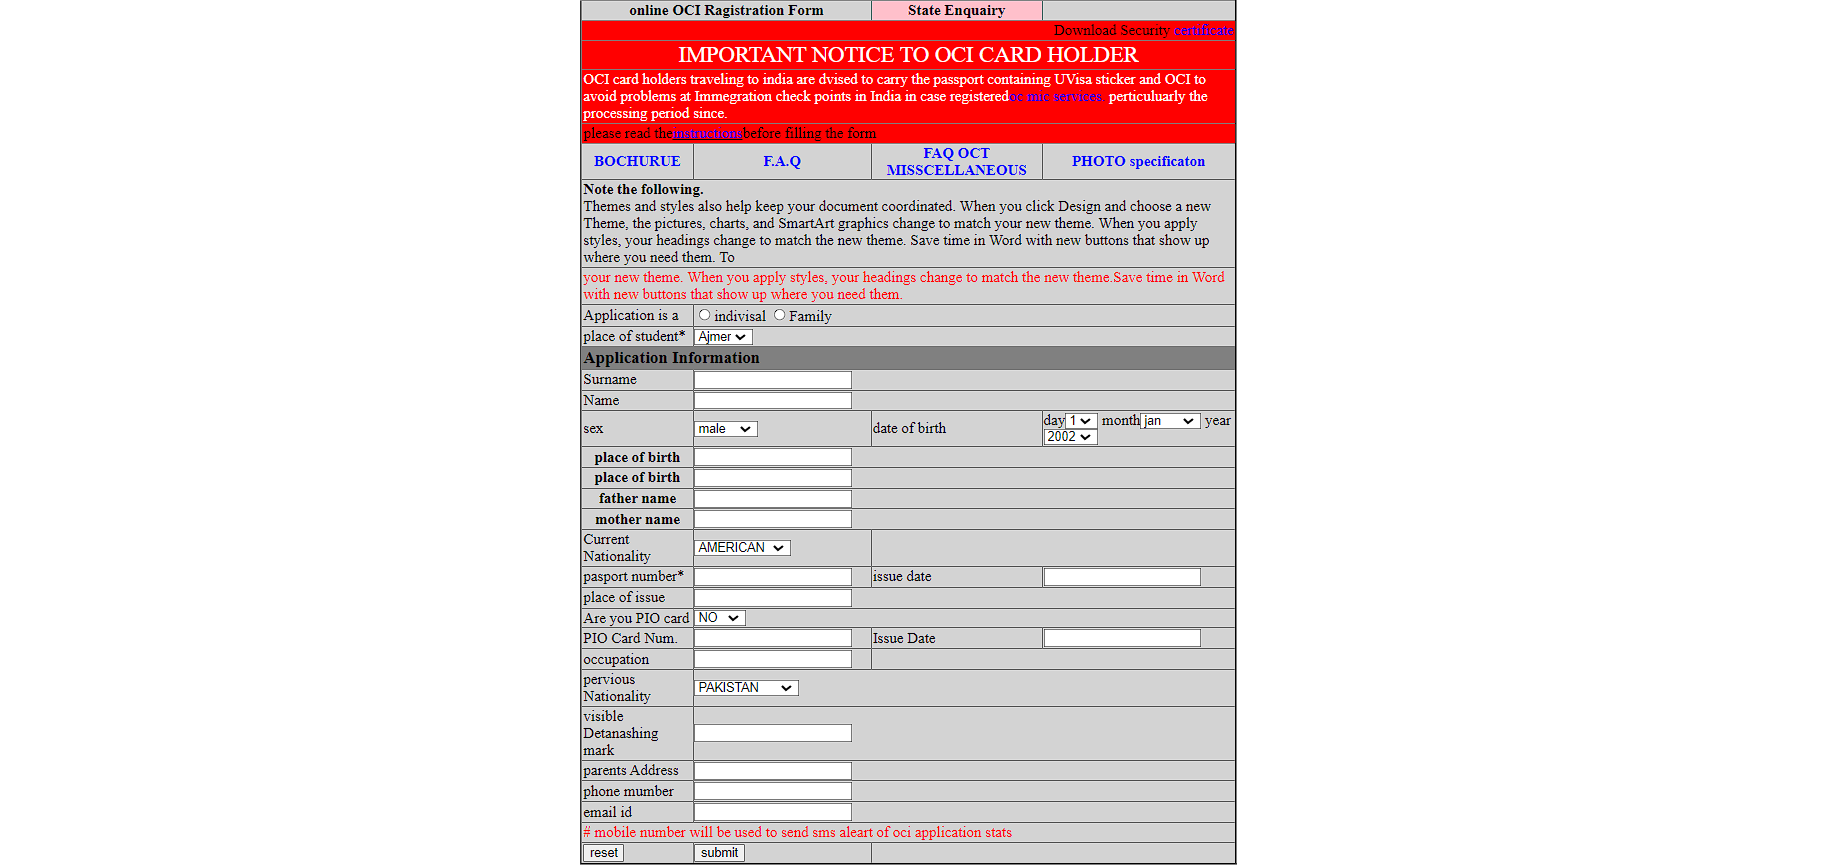 online OCI Ragistration Form State Enquairy
Download Security certificate
IMPORTANT NOTICE TO OCI CARD HOLDER
OCI card holders traveling to india are dvised to carry the passport containing UVisa sticker and OCI to
avoid problems at Immegration check points in India in case registeredoc mic services. perticuluarly the
processing period since.
please read theinstructionsbefore filling the form
BOCHURUE F.A.Q FAQ OCT
MISSCELLANEOUS PHOTO specificaton
Note the following.
Themes and styles also help keep your document coordinated. When you click Design and choose a new
Theme, the pictures, charts, and SmartArt graphics change to match your new theme. When you apply
styles, your headings change to match the new theme. Save time in Word with new buttons that show up
where you need them. To
your new theme. When you apply styles, your headings change to match the new theme.Save time in Word
with new buttons that show up where you need them.
Application is a indivisal Family
place of student* Ajmer
Application Information
Surname
Name
sex male date of birth day 1 month jan year
2002
place of birth
place of birth
father name
mother name
Current
Nationality AMERICAN
pasport number* issue date
place of issue
Are you PIO card NO
PIO Card Num. Issue Date
occupation
pervious
Nationality PAKISTAN
visible
Detanashing
mark
parents Address
phone mumber
email id
# mobile number will be used to send sms aleart of oci application stats
reset submit